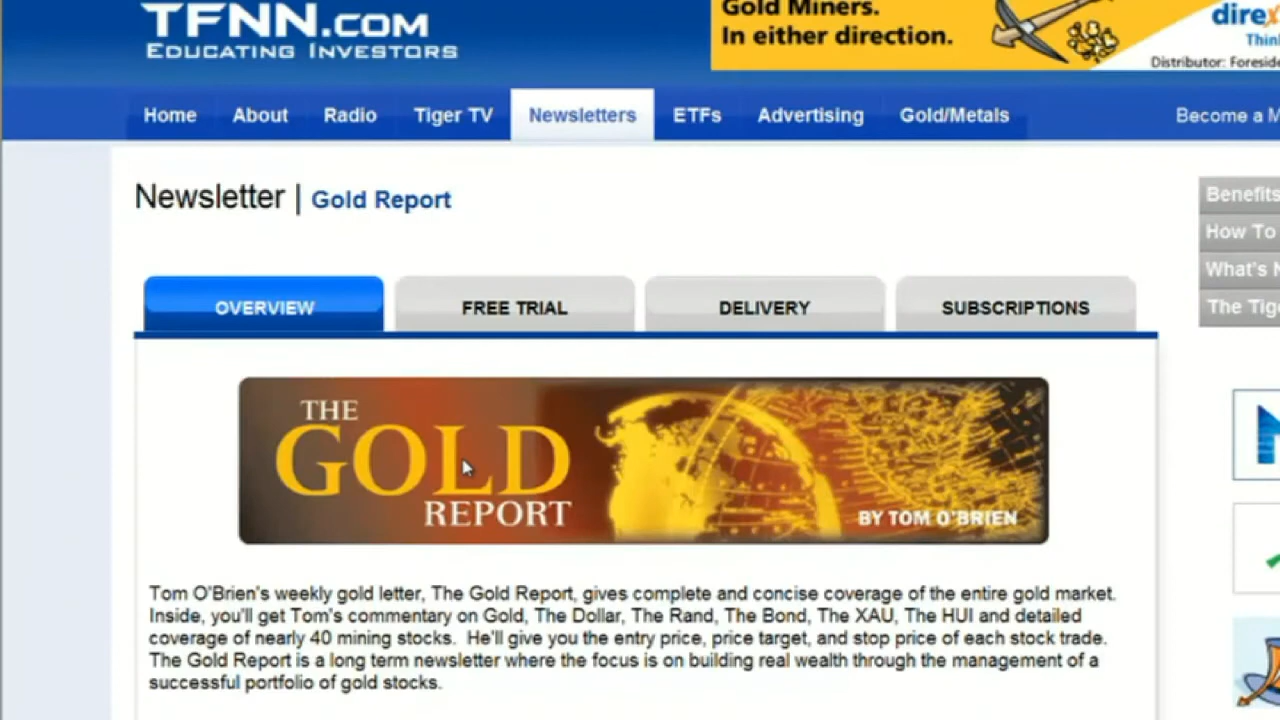 TFNN.COM
EDUCATING INVESTORS
Gold Miners.
In either direction.
Distributor:
Home About Radio Tiger TV Newsletters ETFs Advertising Gold/Metals Become a
Newsletter | Gold Report
Benefits
How To
What's
The
OVERVIEW FREE TRIAL DELIVERY SUBSCRIPTIONS
THE
GOLD
REPORT
BY TOM O'BRIEN
Tom O'Brien's weekly gold letter, The Gold Report, gives complete and concise coverage of the entire gold market.
Inside, you'll get Tom's commentary on Gold, The Dollar, The Rand, The Bond, The XAU, The HUI and detailed
coverage of nearly 40 mining stocks.  He'll give you the entry price, price target, and stop price of each stock trade.
The Gold Report is a long term newsletter where the focus is on building real wealth through the management of a
successful portfolio of gold stocks.